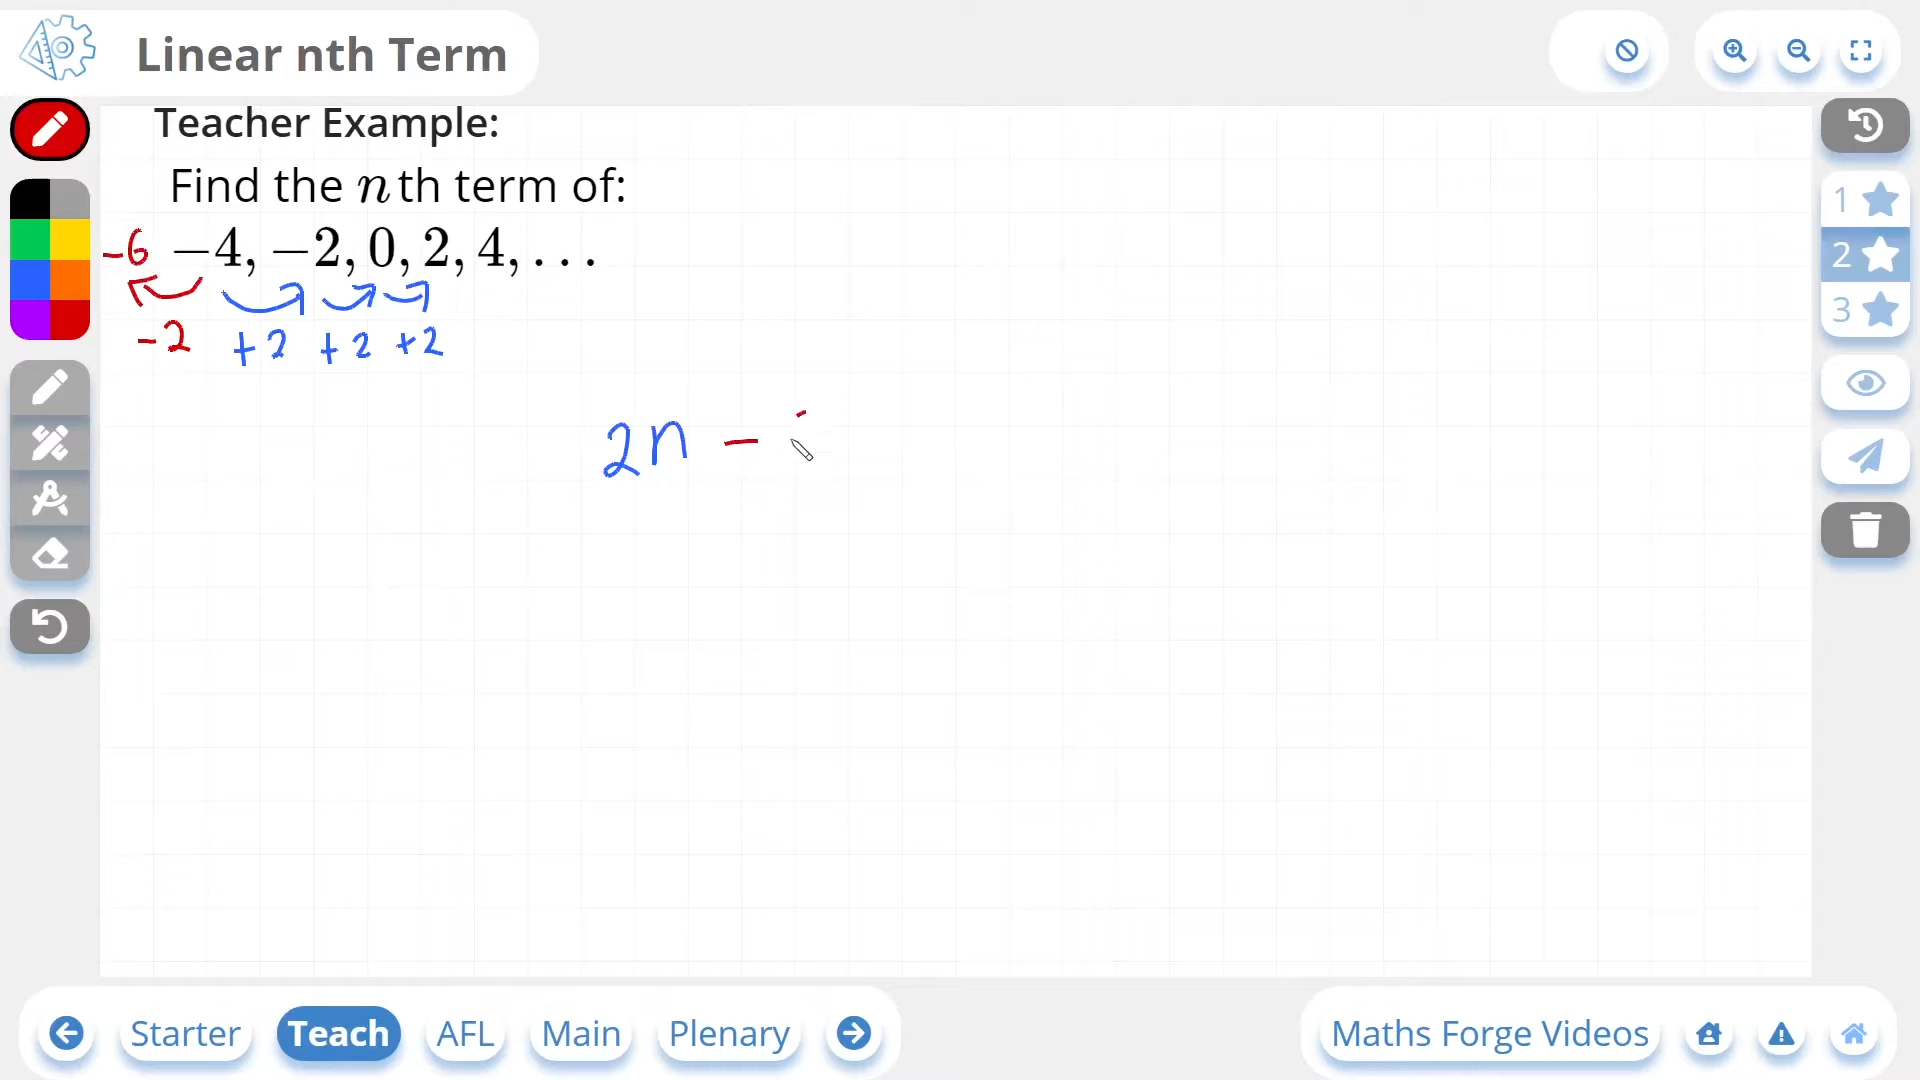 Linear nth Term
Teacher Example:
Find the n th term of:
-6 −4, −2, 0, 2, 4, ...
-2 +2 +2 +2
2n -
1
2
3
Starter Teach AFL Main Plenary Maths Forge Videos